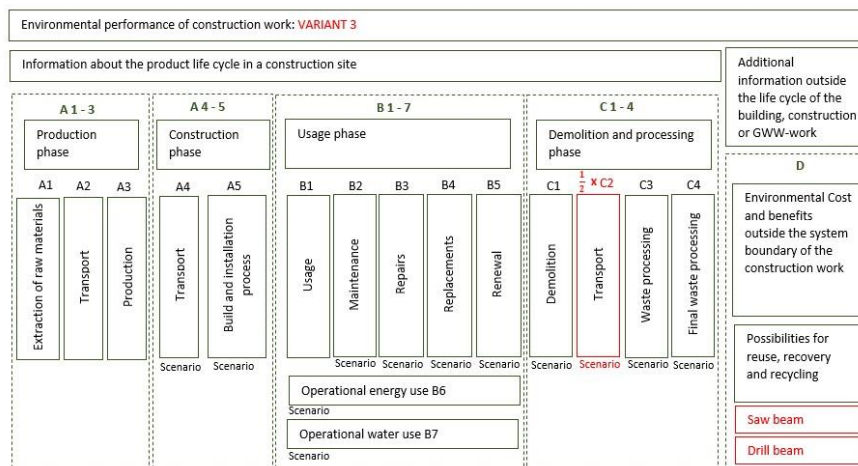 Environmental performance of construction work: VARIANT 3
Information about the product life cycle in a construction site
Additional
information outside
the life cycle of the
building, construction
or GWW-work
A 1 - 3
A 4 - 5
B 1 - 7
C 1 - 4
Production
phase
Construction
phase
Usage phase
Demolition and processing
phase
D
A1
A2
A3
A4
A5
B1
B2
B3
B4
B5
C1
1/2 x C2
C3
C4
Extraction of raw materials
Transport
Production
Transport
Build and installation
process
Usage
Maintenance
Repairs
Replacements
Renewal
Demolition
Transport
Waste processing
Final waste processing
Environmental Cost
and benefits
outside the system
boundary of the
construction work
Scenario
Scenario
Scenario
Scenario
Scenario
Scenario
Scenario
Scenario
Scenario
Scenario
Possibilities for
reuse, recovery
and recycling
Operational energy use B6
Scenario
Operational water use B7
Scenario
Saw beam
Drill beam